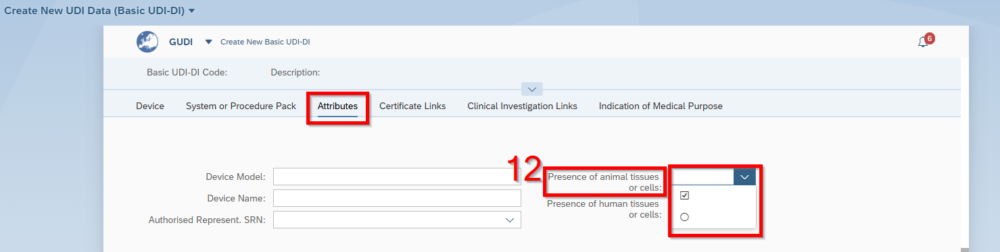 Create New UDI Data (Basic UDI-DI)
GUDI Create New Basic UDI-DI
6
Basic UDI-DI Code: Description:
Device System or Procedure Pack Attributes Certificate Links Clinical Investigation Links Indication of Medical Purpose
12
Device Model:
Device Name:
Authorised Represent. SRN:
Presence of animal tissues
or cells:
Presence of human tissues
or cells: